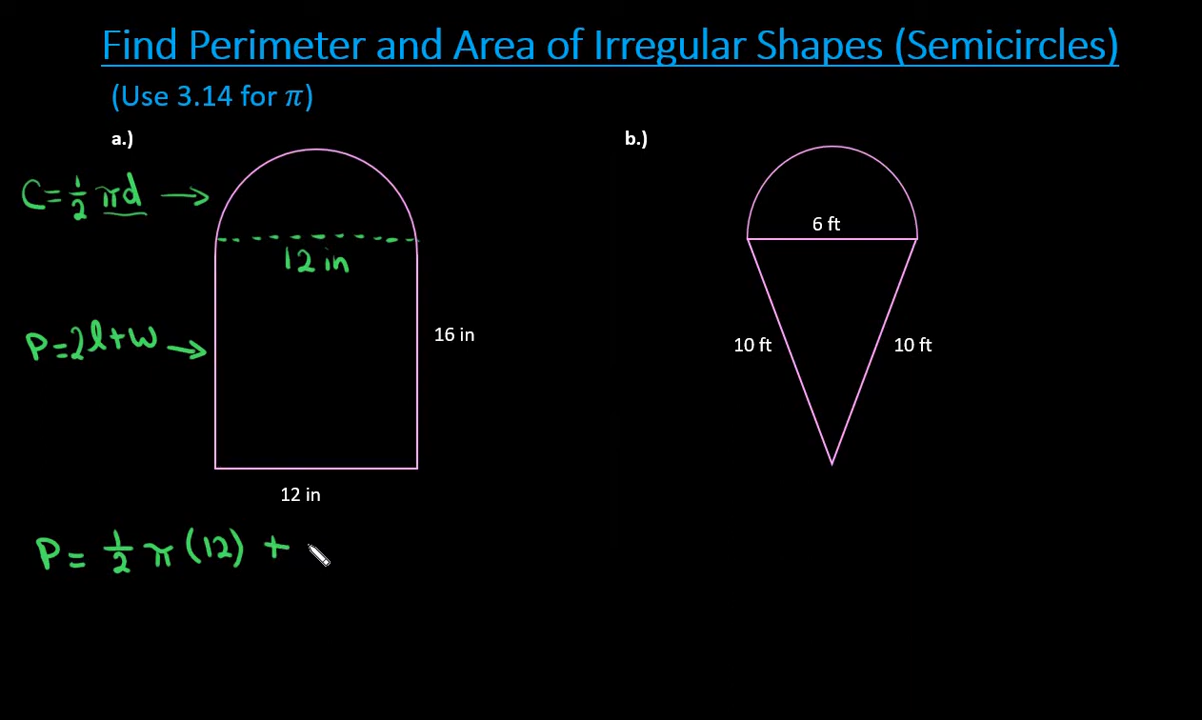 Find Perimeter and Area of Irregular Shapes (Semicircles)
(Use 3.14 for π)
a.)
b.)
C=½ πd →
6 ft
12 in
P=2l+w →
16 in
10 ft
10 ft
12 in
P= ½ π (12) +